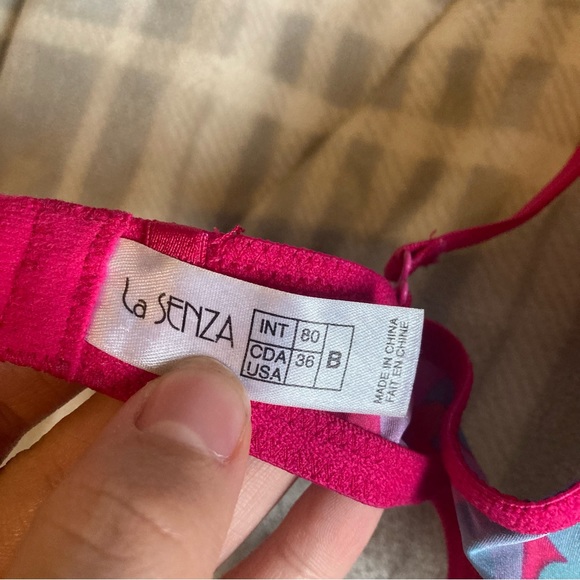 La SENZA
INT 80
CDA USA 36 B
MADE IN CHINA
FAIT EN CHINE